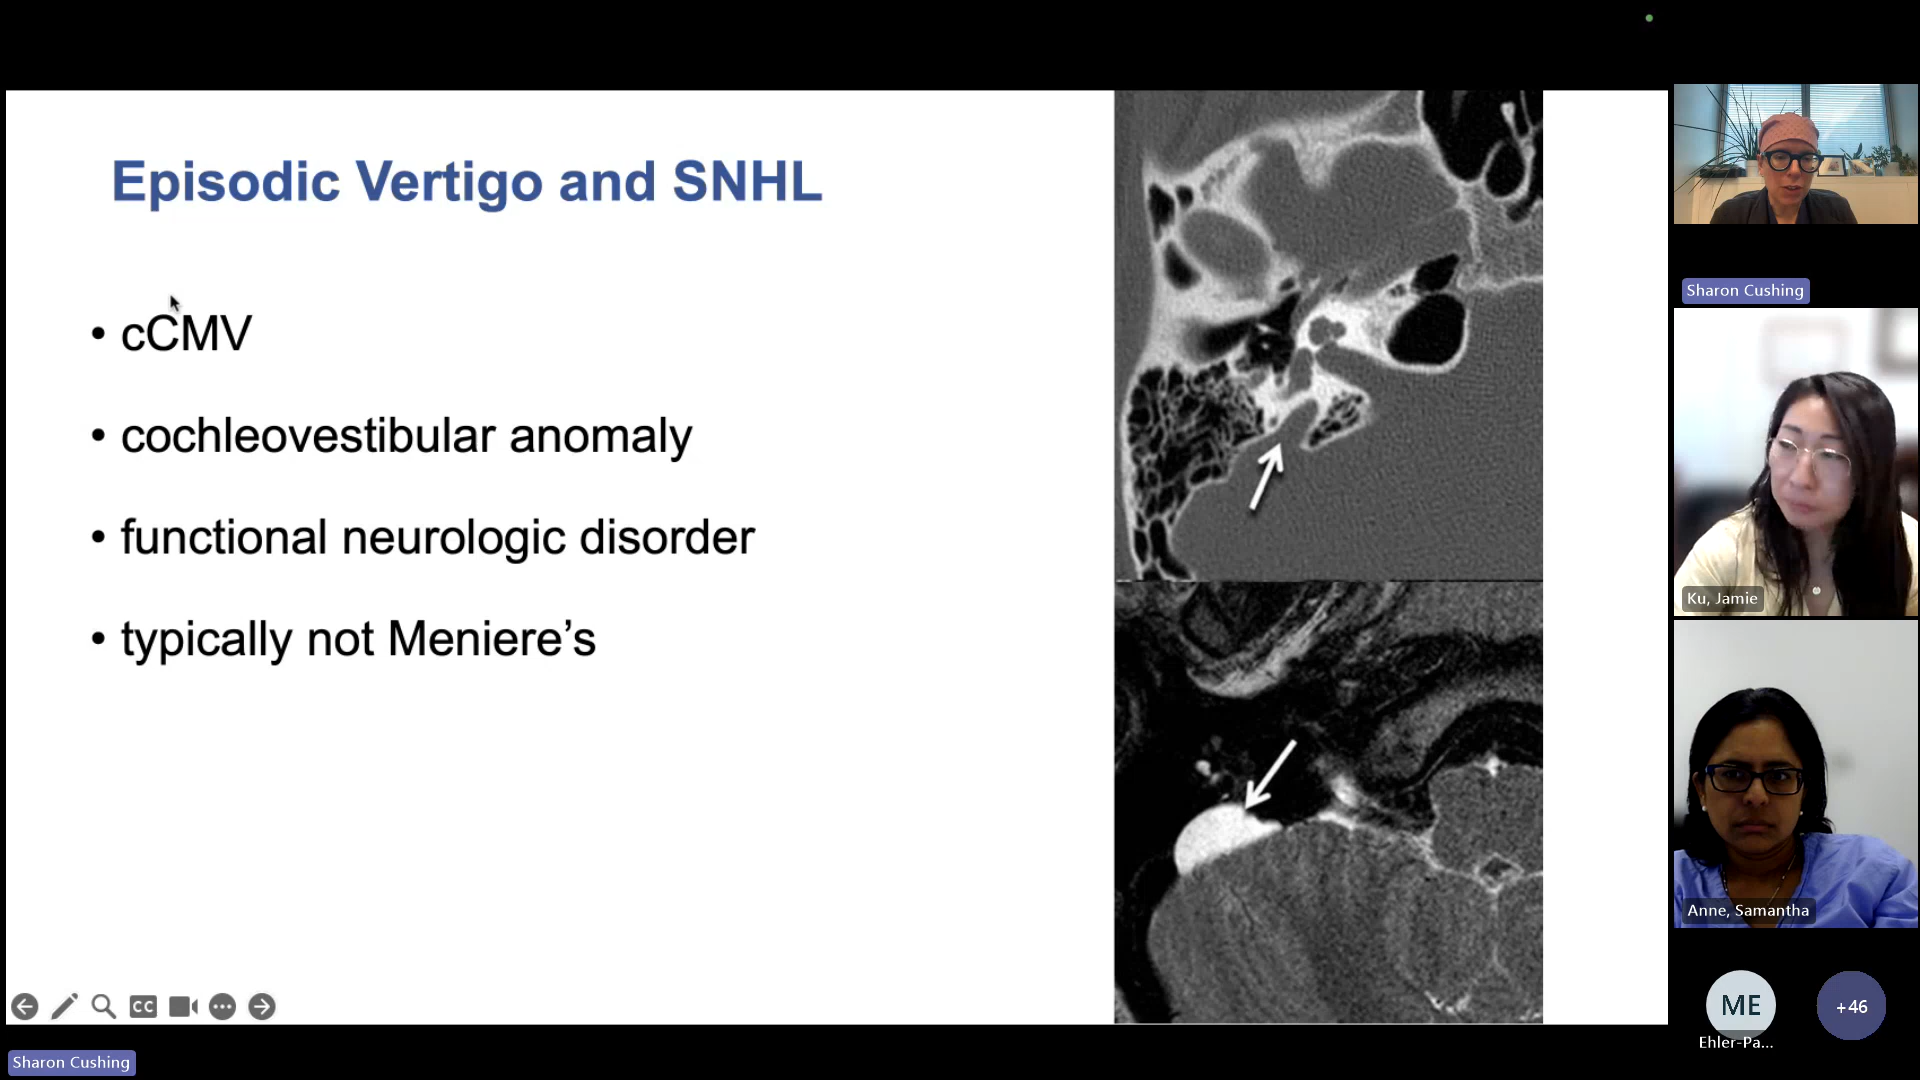 Episodic Vertigo and SNHL
• cCMV
• cochleovestibular anomaly
• functional neurologic disorder
• typically not Meniere’s
CC
Sharon Cushing
Sharon Cushing
Ku, Jamie
Anne, Samantha
ME
+46
Ehler-Pa...